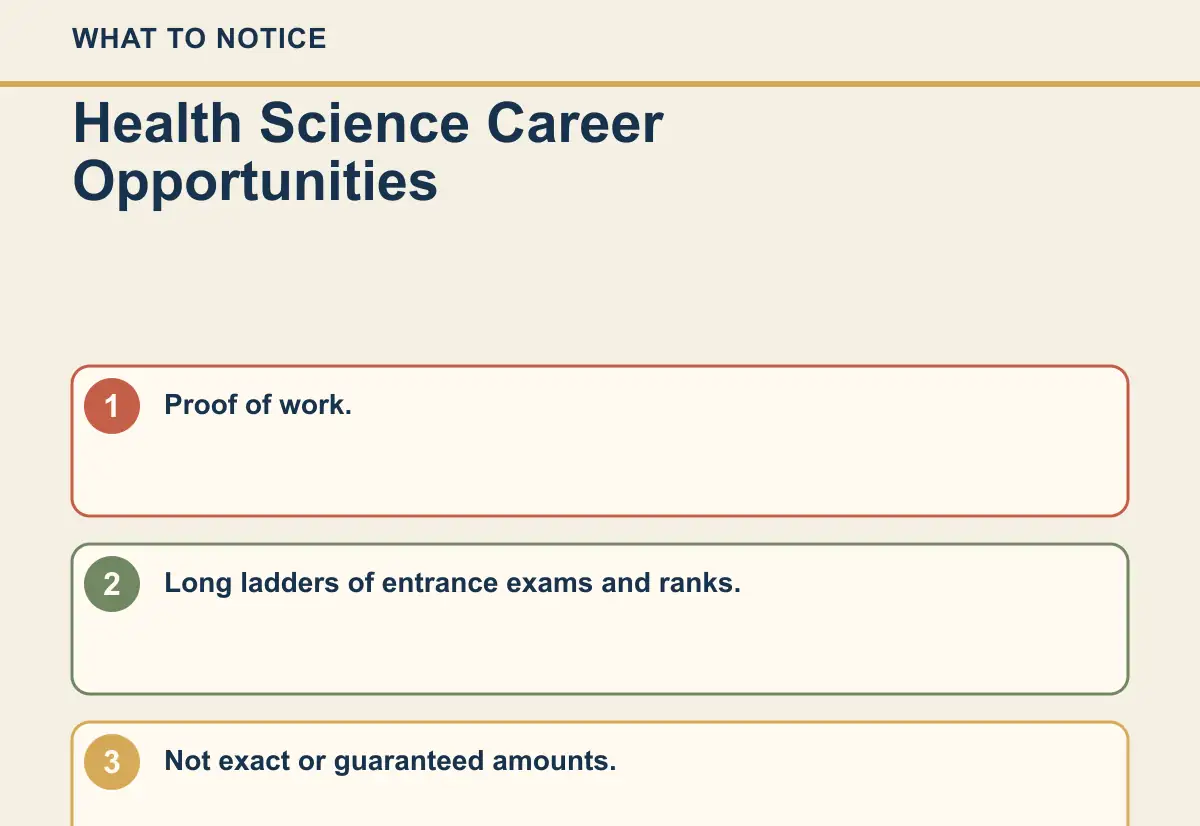 WHAT TO NOTICE
Health Science Career
Opportunities
1
Proof of work.
2
Long ladders of entrance exams and ranks.
3
Not exact or guaranteed amounts.